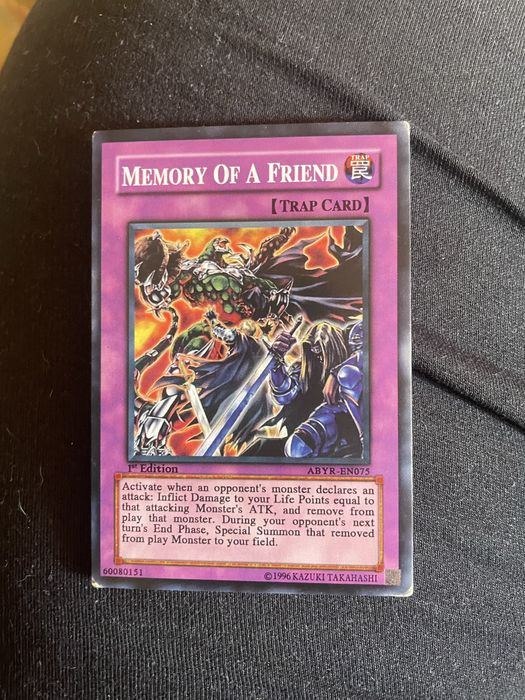 MEMORY OF A FRIEND
TRAP
罠
【TRAP CARD】
1st Edition
ABYR-EN075
Activate when an opponent's monster declares an
attack: Inflict Damage to your Life Points equal to
that attacking Monster's ATK, and remove from
play that monster. During your opponent's next
turn's End Phase, Special Summon that removed
from play Monster to your field.
60080151
©1996 KAZUKI TAKAHASHI